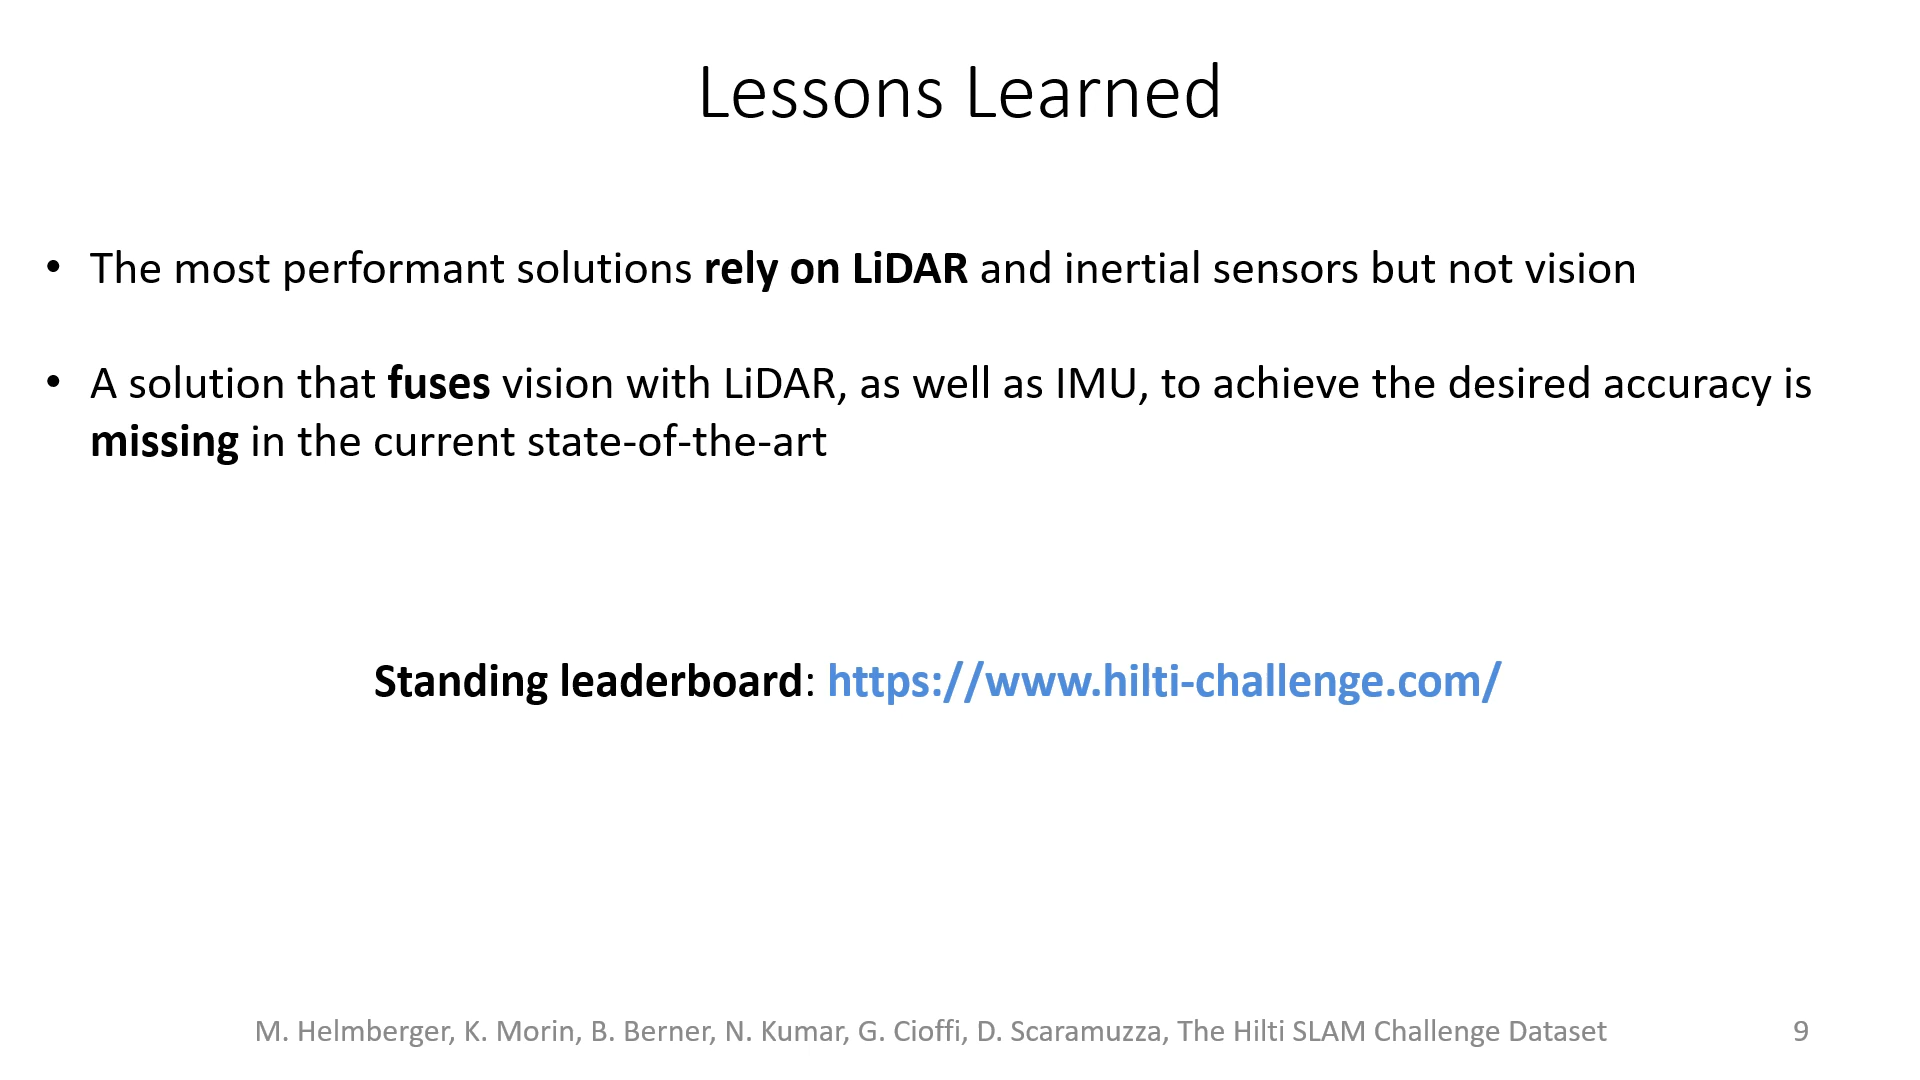 Lessons Learned
• The most performant solutions rely on LiDAR and inertial sensors but not vision
• A solution that fuses vision with LiDAR, as well as IMU, to achieve the desired accuracy is
missing in the current state-of-the-art
Standing leaderboard: https://www.hilti-challenge.com/
M. Helmberger, K. Morin, B. Berner, N. Kumar, G. Cioffi, D. Scaramuzza, The Hilti SLAM Challenge Dataset 9